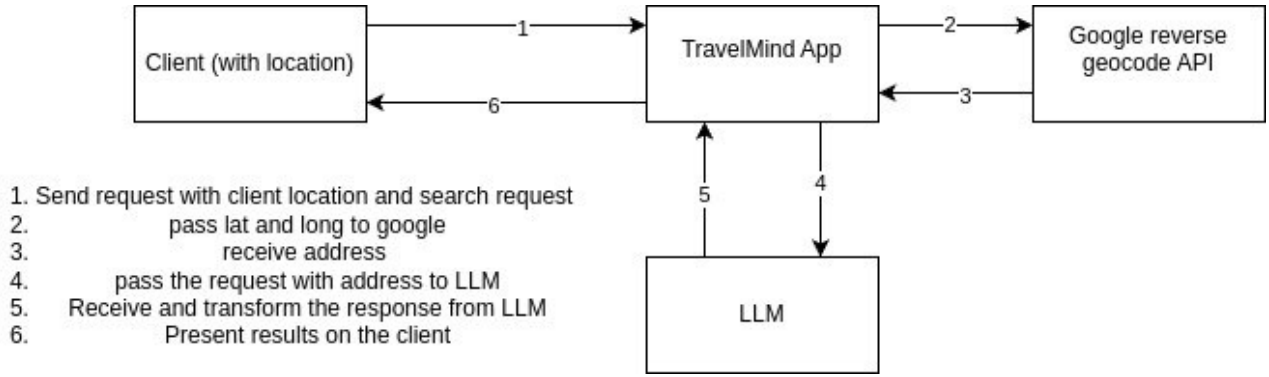 1
2
Client (with location)
TravelMind App
Google reverse
geocode API
6
3
5
4
1. Send request with client location and search request
2. pass lat and long to google
3. receive address
4. pass the request with address to LLM
5. Receive and transform the response from LLM
6. Present results on the client
LLM